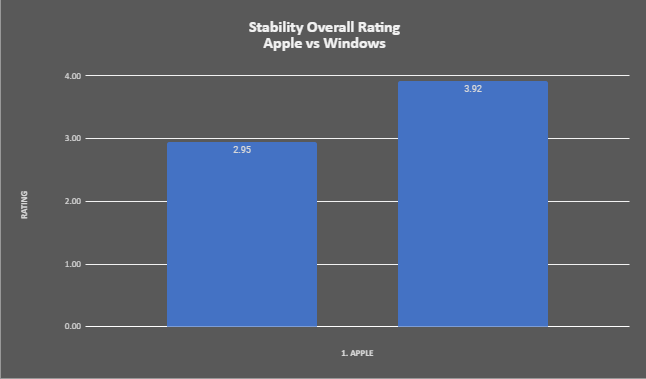 Stability Overall Rating
Apple vs Windows
4.00
3.92
3.00
2.95
RATING
2.00
1.00
0.00
1. APPLE